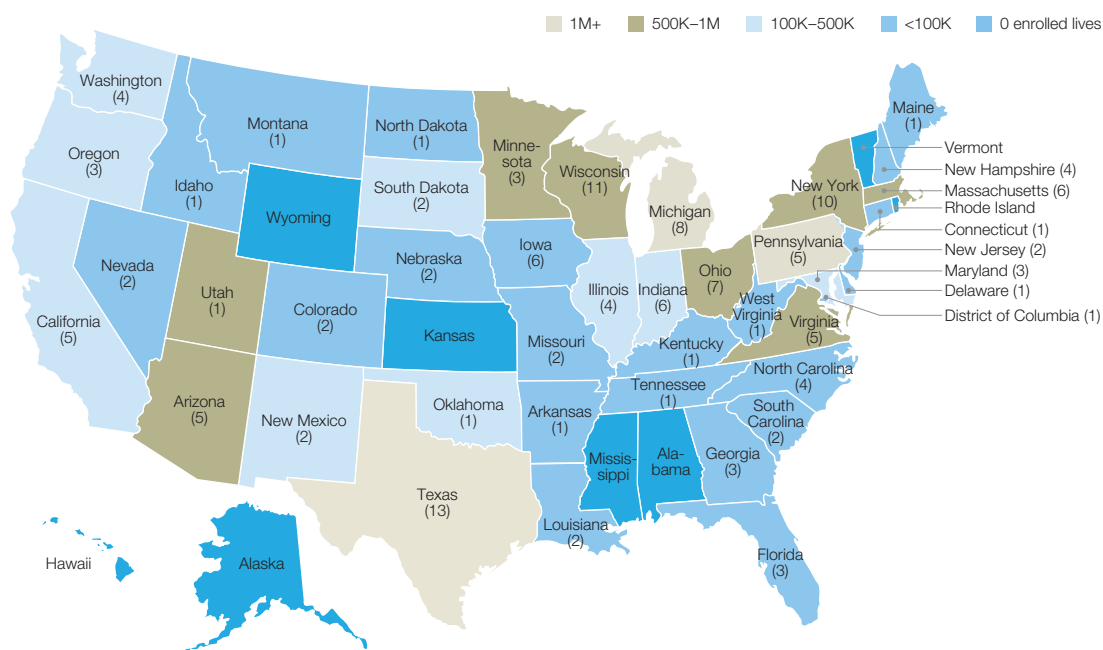 1M+
500K–1M
100K–500K
<100K
0 enrolled lives
Washington
(4)
Oregon
(3)
California
(5)
Nevada
(2)
Idaho
(1)
Montana
(1)
Wyoming
Utah
(1)
Arizona
(5)
Colorado
(2)
New Mexico
(2)
North Dakota
(1)
South Dakota
(2)
Nebraska
(2)
Kansas
Oklahoma
(1)
Texas
(13)
Minne-
sota
(3)
Iowa
(6)
Missouri
(2)
Arkansas
(1)
Louisiana
(2)
Wisconsin
(11)
Illinois
(4)
Indiana
(6)
Michigan
(8)
Ohio
(7)
Kentucky
(1)
Tennessee
(1)
Missis-
sippi
Ala-
bama
Georgia
(3)
Florida
(3)
South
Carolina
(2)
North Carolina
(4)
Virginia
(5)
West
Virginia
(1)
Pennsylvania
(5)
New York
(10)
Maine
(1)
Vermont
New Hampshire (4)
Massachusetts (6)
Rhode Island
Connecticut (1)
New Jersey (2)
Maryland (3)
Delaware (1)
District of Columbia (1)
Hawaii
Alaska